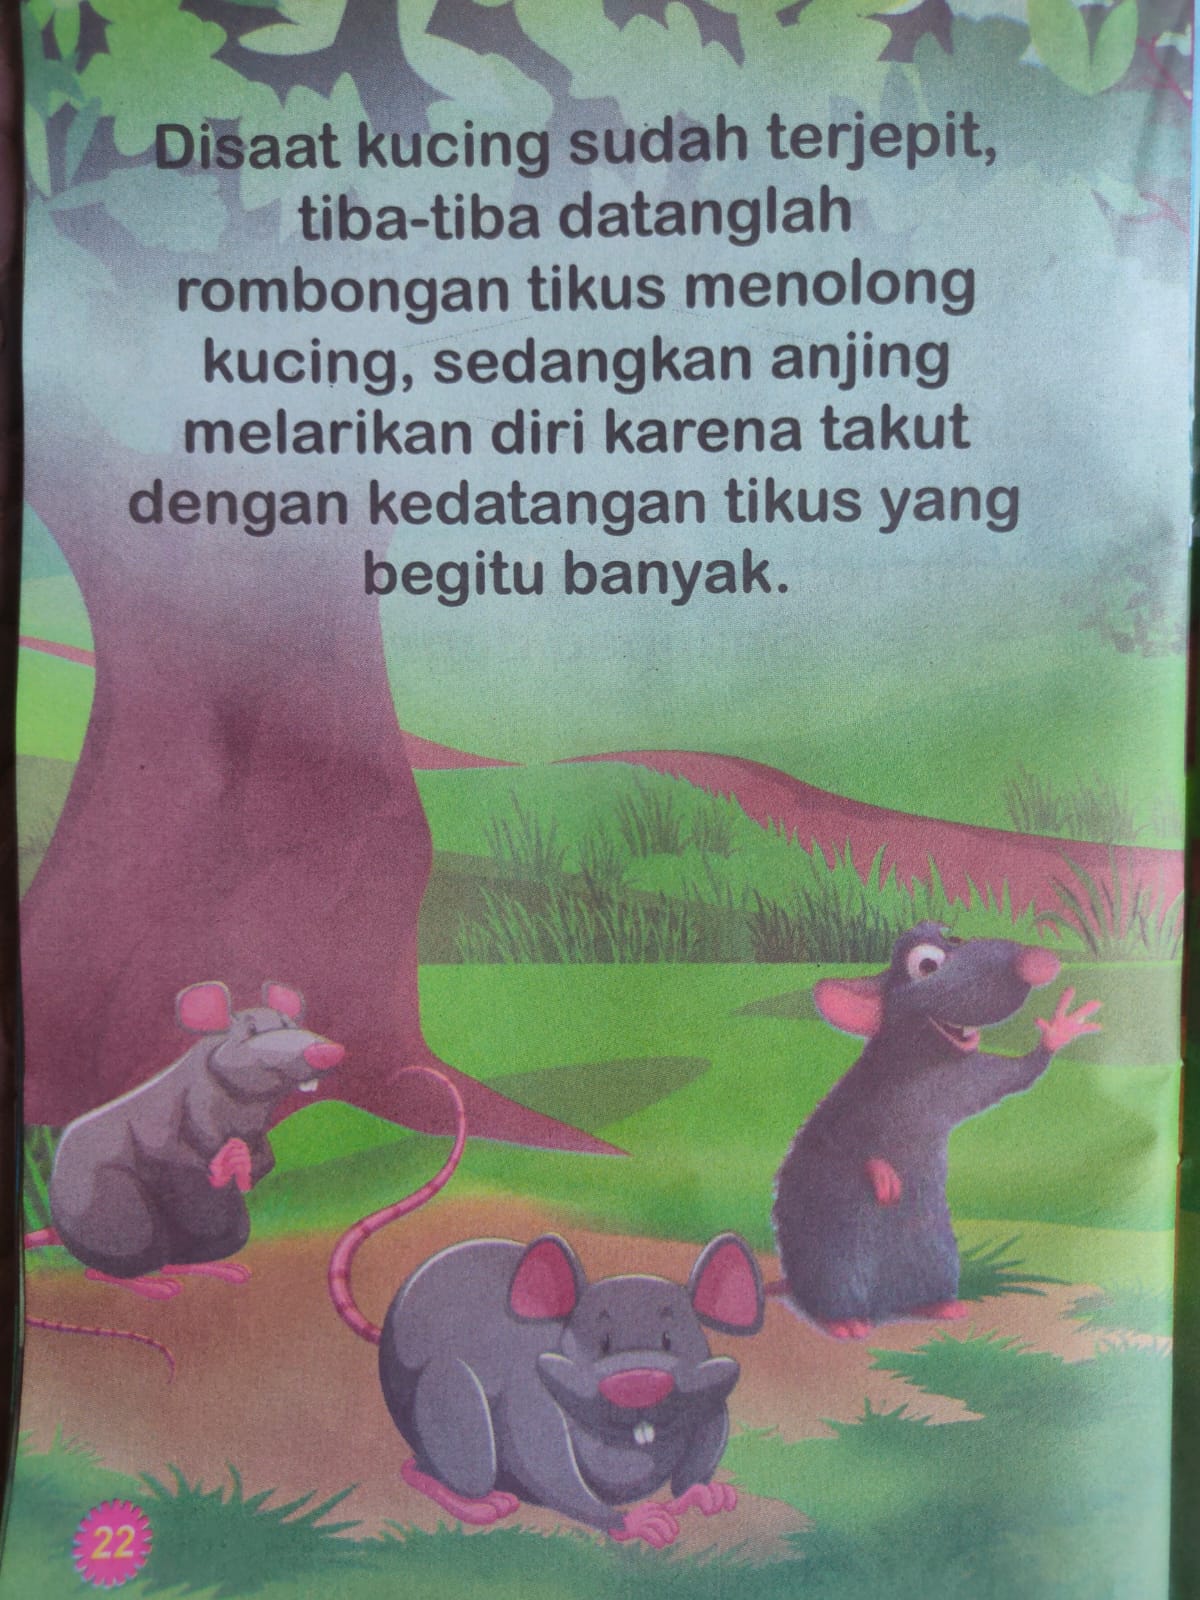 Disaat kucing sudah terjepit,
tiba-tiba datanglah
rombongan tikus menolong
kucing, sedangkan anjing
melarikan diri karena takut
dengan kedatangan tikus yang
begitu banyak.
22